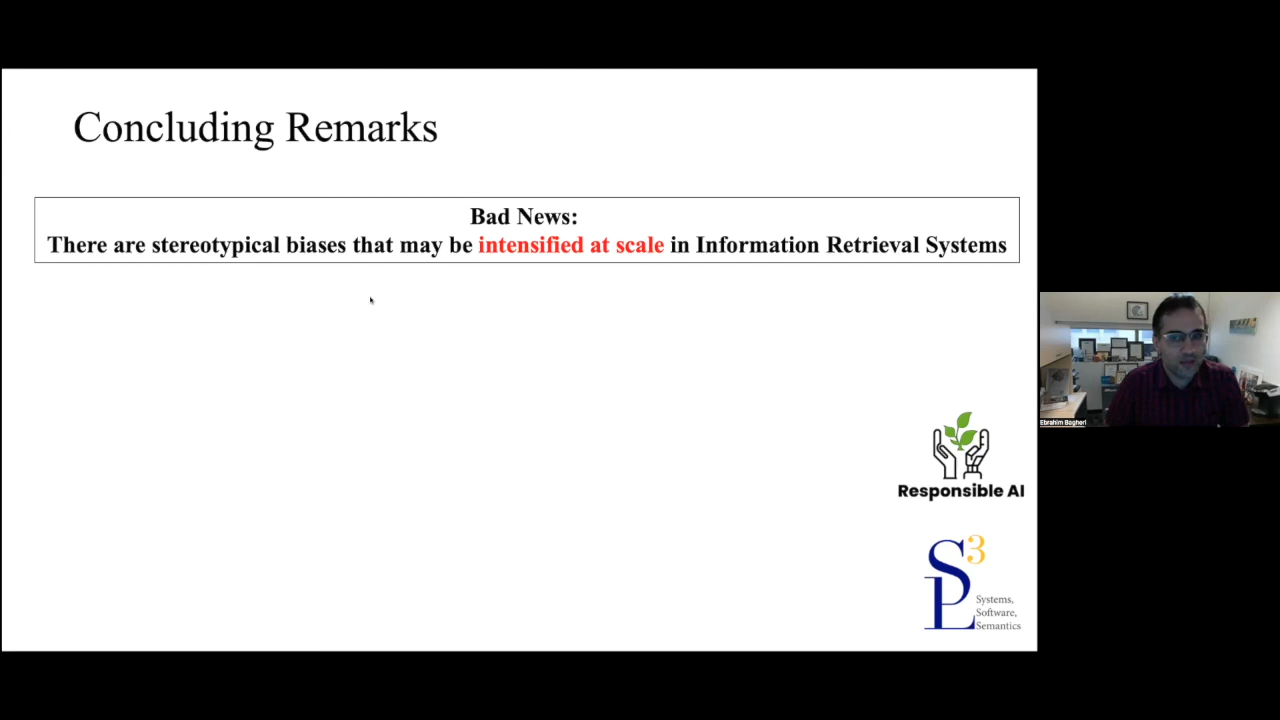 Concluding Remarks
Bad News:
There are stereotypical biases that may be intensified at scale in Information Retrieval Systems
Ebrahim Bagheri
Responsible AI
LS3
Systems,
Software,
Semantics